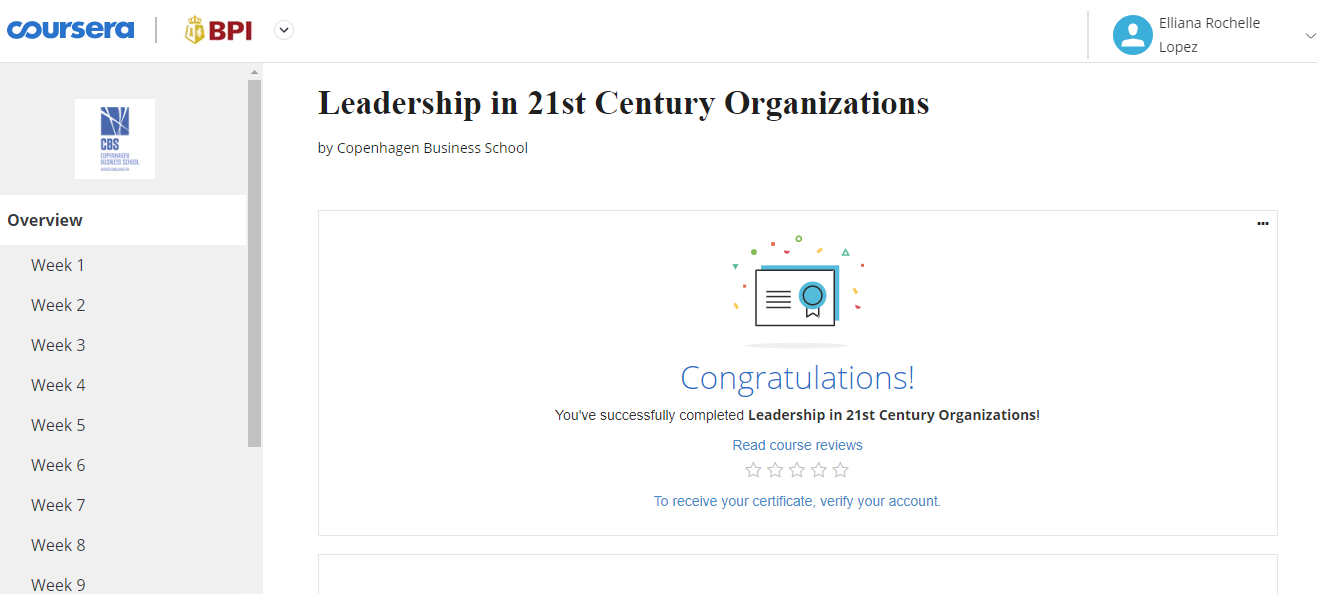 coursera
BPI
Elliana Rochelle
Lopez
CBS
COPENHAGEN
BUSINESS SCHOOL
Overview
Week 1
Week 2
Week 3
Week 4
Week 5
Week 6
Week 7
Week 8
Week 9
Leadership in 21st Century Organizations
by Copenhagen Business School
Congratulations!
You've successfully completed Leadership in 21st Century Organizations!
Read course reviews
To receive your certificate, verify your account.